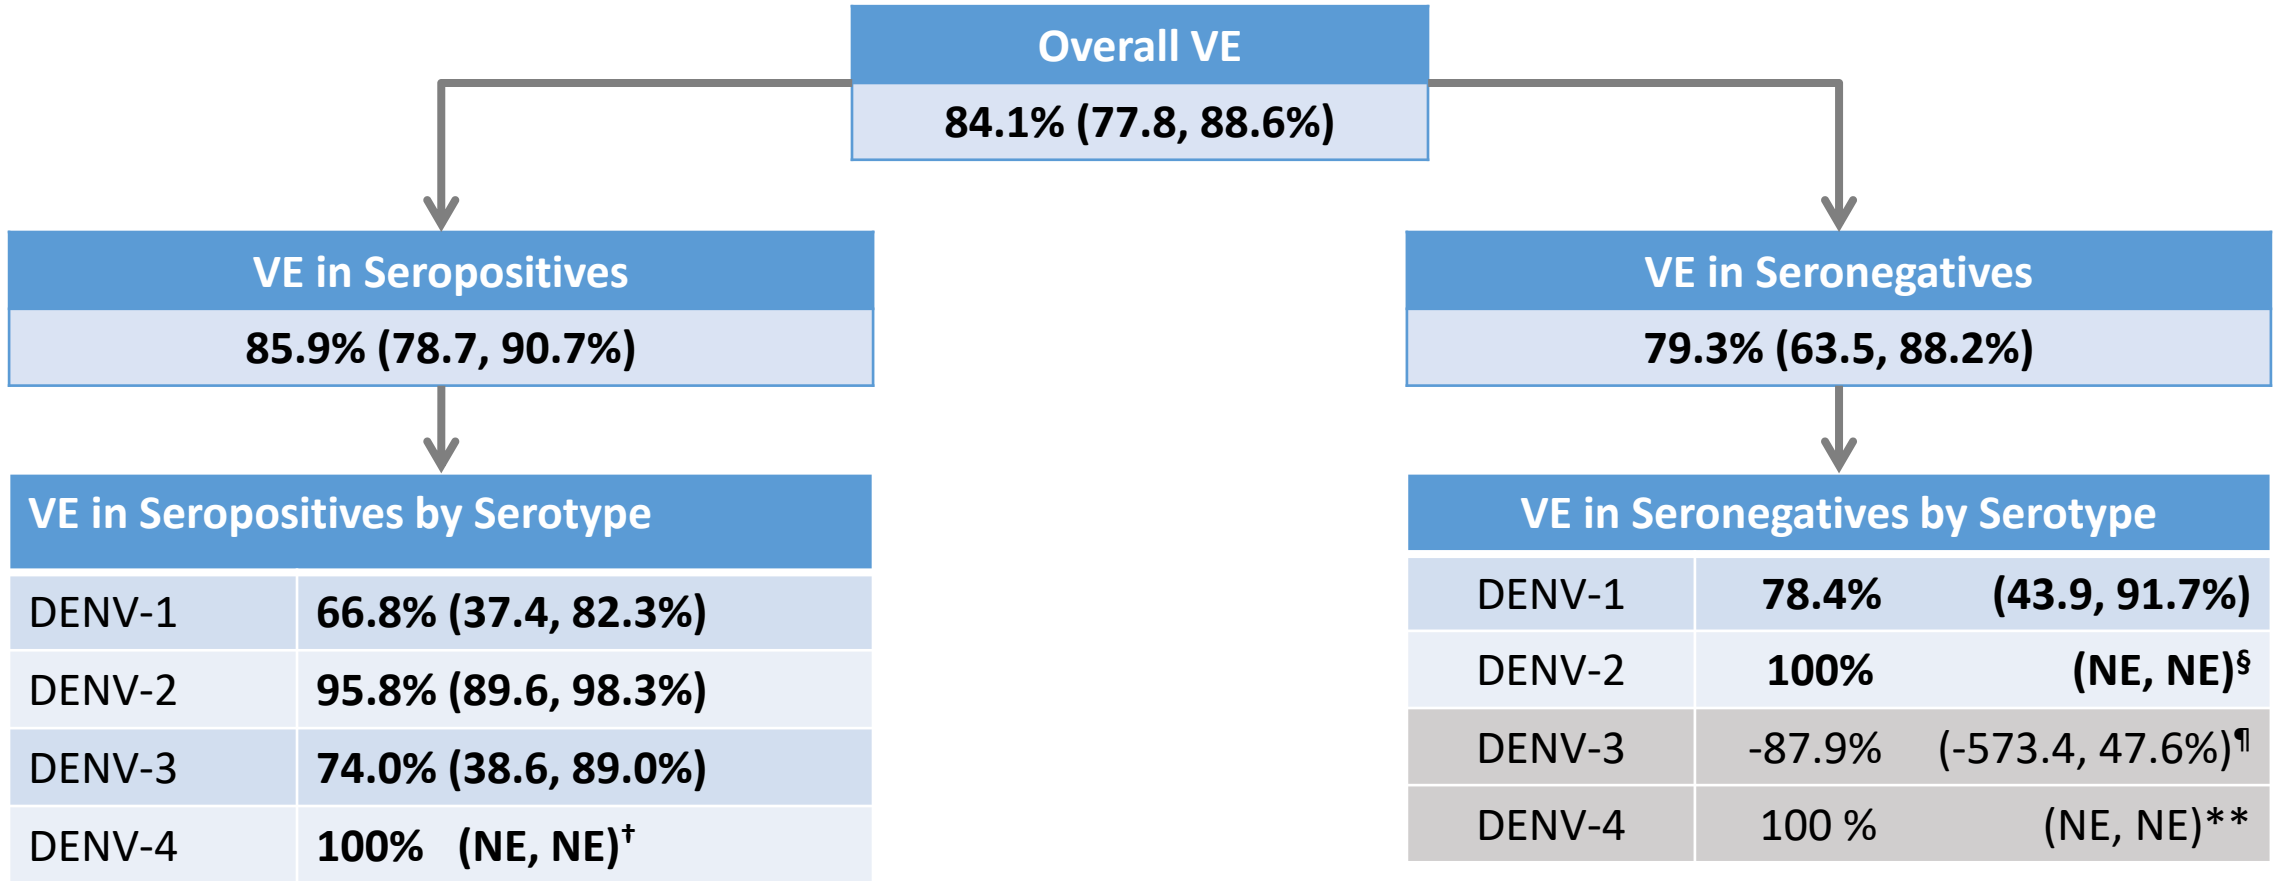 Overall VE
84.1% (77.8, 88.6%)
VE in Seropositives
85.9% (78.7, 90.7%)
VE in Seronegatives
79.3% (63.5, 88.2%)
VE in Seropositives by Serotype
DENV-1 66.8% (37.4, 82.3%)
DENV-2 95.8% (89.6, 98.3%)
DENV-3 74.0% (38.6, 89.0%)
DENV-4 100% (NE, NE)†
VE in Seronegatives by Serotype
DENV-1 78.4% (43.9, 91.7%)
DENV-2 100% (NE, NE)§
DENV-3 -87.9% (-573.4, 47.6%)¶
DENV-4 100 % (NE, NE)**